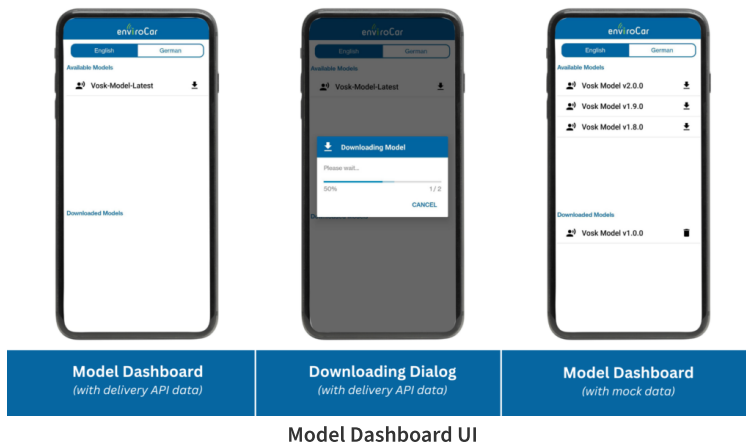 enviroCar
English German
Available Models
Vosk-Model-Latest
Downloaded Models
Model Dashboard
(with delivery API data)
enviroCar
English German
Available Models
Vosk-Model-Latest
Downloading Model
Please wait...
50% 1/2
CANCEL
Downloading Dialog
(with delivery API data)
enviroCar
English German
Available Models
Vosk Model v2.0.0
Vosk Model v1.9.0
Vosk Model v1.8.0
Downloaded Models
Vosk Model v1.0.0
Model Dashboard
(with mock data)
Model Dashboard UI